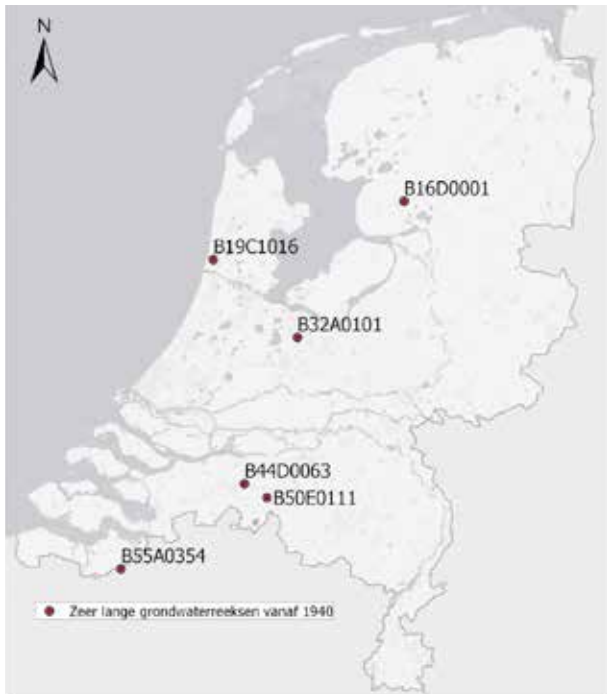 N
B16D0001
B19C1016
B32A0101
B44D0063
B50E0111
B55A0354
Zeer lange grondwaterreeksen vanaf 1940